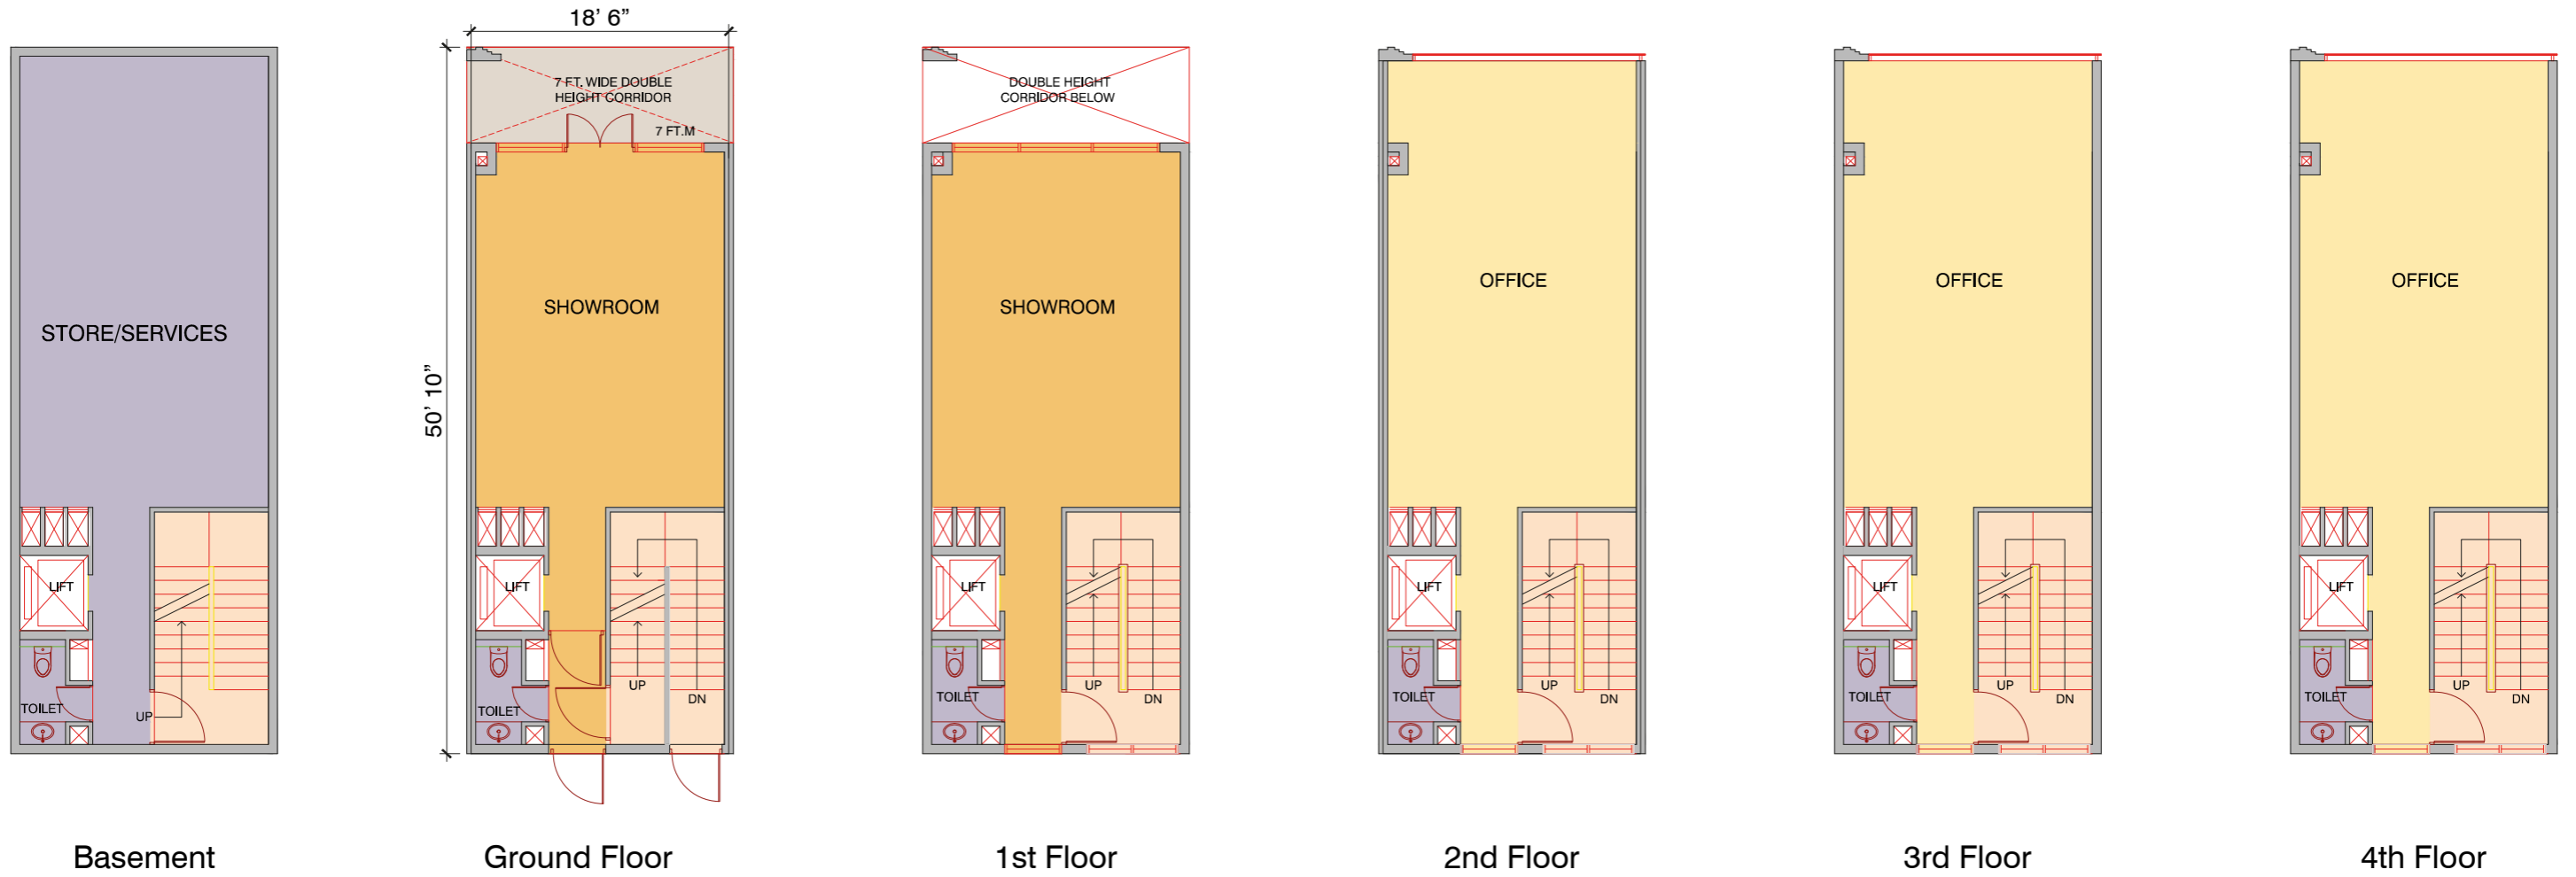 18’ 6”
50’ 10”
STORE/SERVICES
LIFT
TOILET
UP
Basement
7 FT. WIDE DOUBLE
HEIGHT CORRIDOR
7 FT.M
SHOWROOM
LIFT
TOILET
UP
DN
Ground Floor
DOUBLE HEIGHT
CORRIDOR BELOW
SHOWROOM
LIFT
TOILET
UP
DN
1st Floor
OFFICE
LIFT
TOILET
UP
DN
2nd Floor
OFFICE
LIFT
TOILET
UP
DN
3rd Floor
OFFICE
LIFT
TOILET
UP
DN
4th Floor